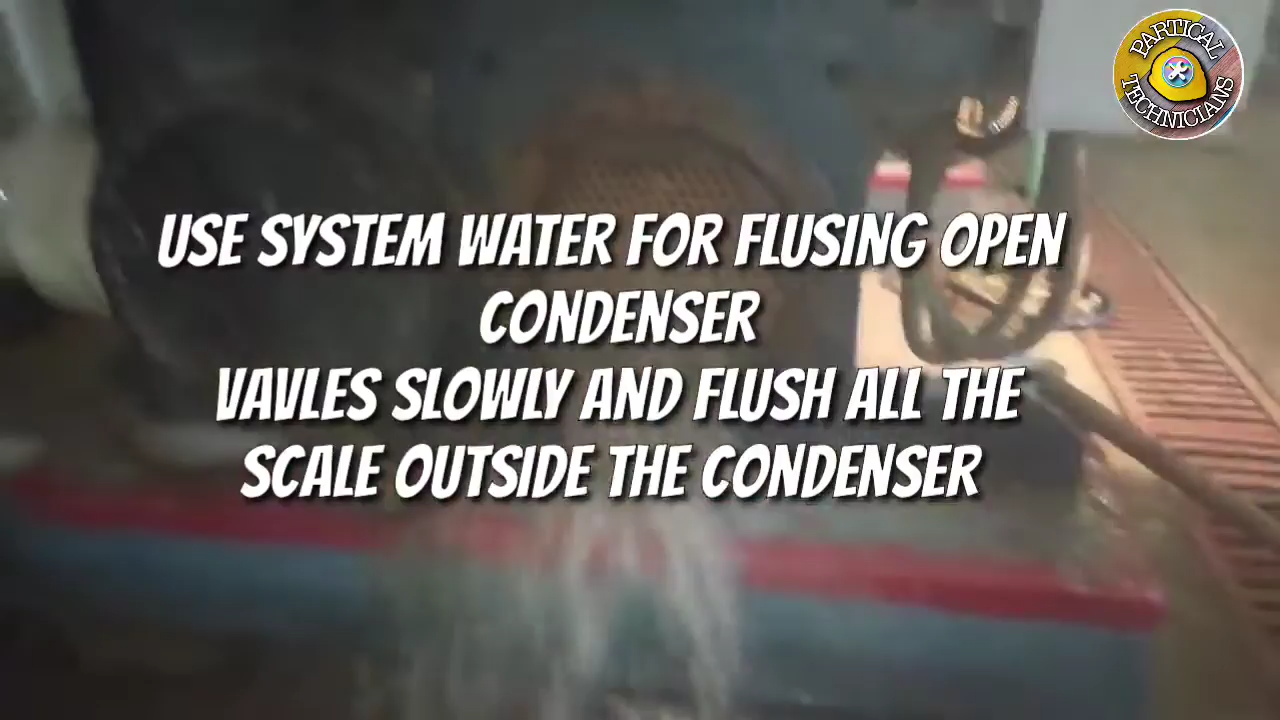 PARTICAL
TECHNICIANS
USE SYSTEM WATER FOR FLUSING OPEN
CONDENSER
VAVLES SLOWLY AND FLUSH ALL THE
SCALE OUTSIDE THE CONDENSER